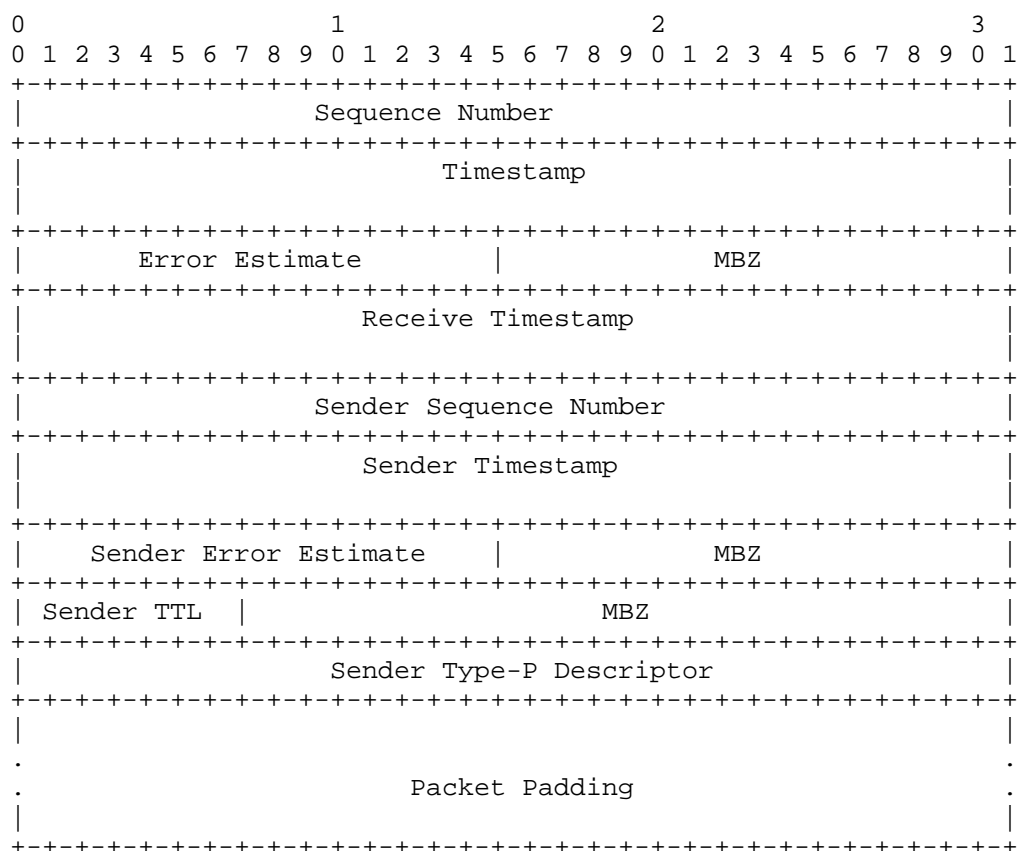 0                   1                   2                   3
0 1 2 3 4 5 6 7 8 9 0 1 2 3 4 5 6 7 8 9 0 1 2 3 4 5 6 7 8 9 0 1
+-+-+-+-+-+-+-+-+-+-+-+-+-+-+-+-+-+-+-+-+-+-+-+-+-+-+-+-+-+-+-+
|                  Sequence Number                            |
+-+-+-+-+-+-+-+-+-+-+-+-+-+-+-+-+-+-+-+-+-+-+-+-+-+-+-+-+-+-+-+
|                          Timestamp                          |
|                                                             |
+-+-+-+-+-+-+-+-+-+-+-+-+-+-+-+-+-+-+-+-+-+-+-+-+-+-+-+-+-+-+-+
|       Error Estimate        |             MBZ               |
+-+-+-+-+-+-+-+-+-+-+-+-+-+-+-+-+-+-+-+-+-+-+-+-+-+-+-+-+-+-+-+
|                     Receive Timestamp                       |
|                                                             |
+-+-+-+-+-+-+-+-+-+-+-+-+-+-+-+-+-+-+-+-+-+-+-+-+-+-+-+-+-+-+-+
|                  Sender Sequence Number                     |
+-+-+-+-+-+-+-+-+-+-+-+-+-+-+-+-+-+-+-+-+-+-+-+-+-+-+-+-+-+-+-+
|                     Sender Timestamp                        |
|                                                             |
+-+-+-+-+-+-+-+-+-+-+-+-+-+-+-+-+-+-+-+-+-+-+-+-+-+-+-+-+-+-+-+
|    Sender Error Estimate    |             MBZ               |
+-+-+-+-+-+-+-+-+-+-+-+-+-+-+-+-+-+-+-+-+-+-+-+-+-+-+-+-+-+-+-+
| Sender TTL  |                      MBZ                      |
+-+-+-+-+-+-+-+-+-+-+-+-+-+-+-+-+-+-+-+-+-+-+-+-+-+-+-+-+-+-+-+
|                   Sender Type-P Descriptor                  |
+-+-+-+-+-+-+-+-+-+-+-+-+-+-+-+-+-+-+-+-+-+-+-+-+-+-+-+-+-+-+-+
|                                                             |
.                                                             .
.                        Packet Padding                       .
|                                                             |
+-+-+-+-+-+-+-+-+-+-+-+-+-+-+-+-+-+-+-+-+-+-+-+-+-+-+-+-+-+-+-+